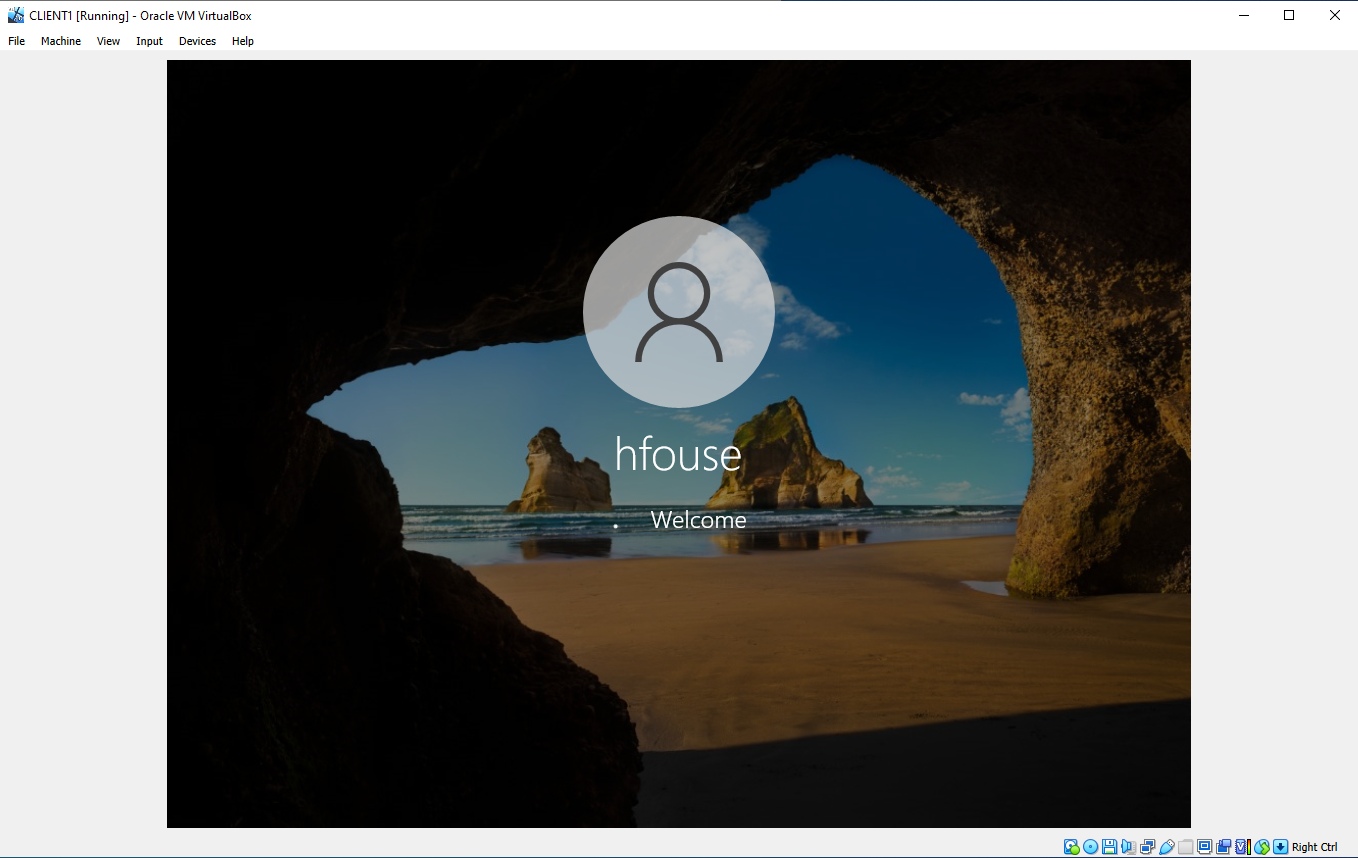 CLIENT1 [Running] - Oracle VM VirtualBox
File Machine View Input Devices Help
hfouse
Welcome
Right Ctrl